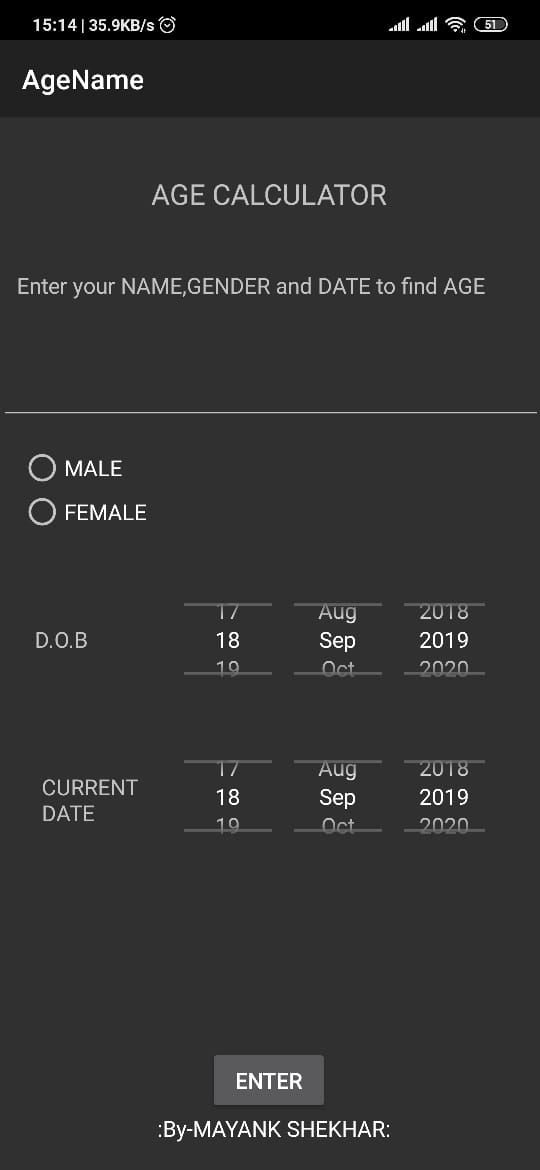 15:14 | 35.9KB/s
51
AgeName
AGE CALCULATOR
Enter your NAME,GENDER and DATE to find AGE
MALE
FEMALE
17 Aug 2018
D.O.B 18 Sep 2019
19 Oct 2020
17 Aug 2018
CURRENT
DATE
18 Sep 2019
19 Oct 2020
ENTER
:By-MAYANK SHEKHAR: